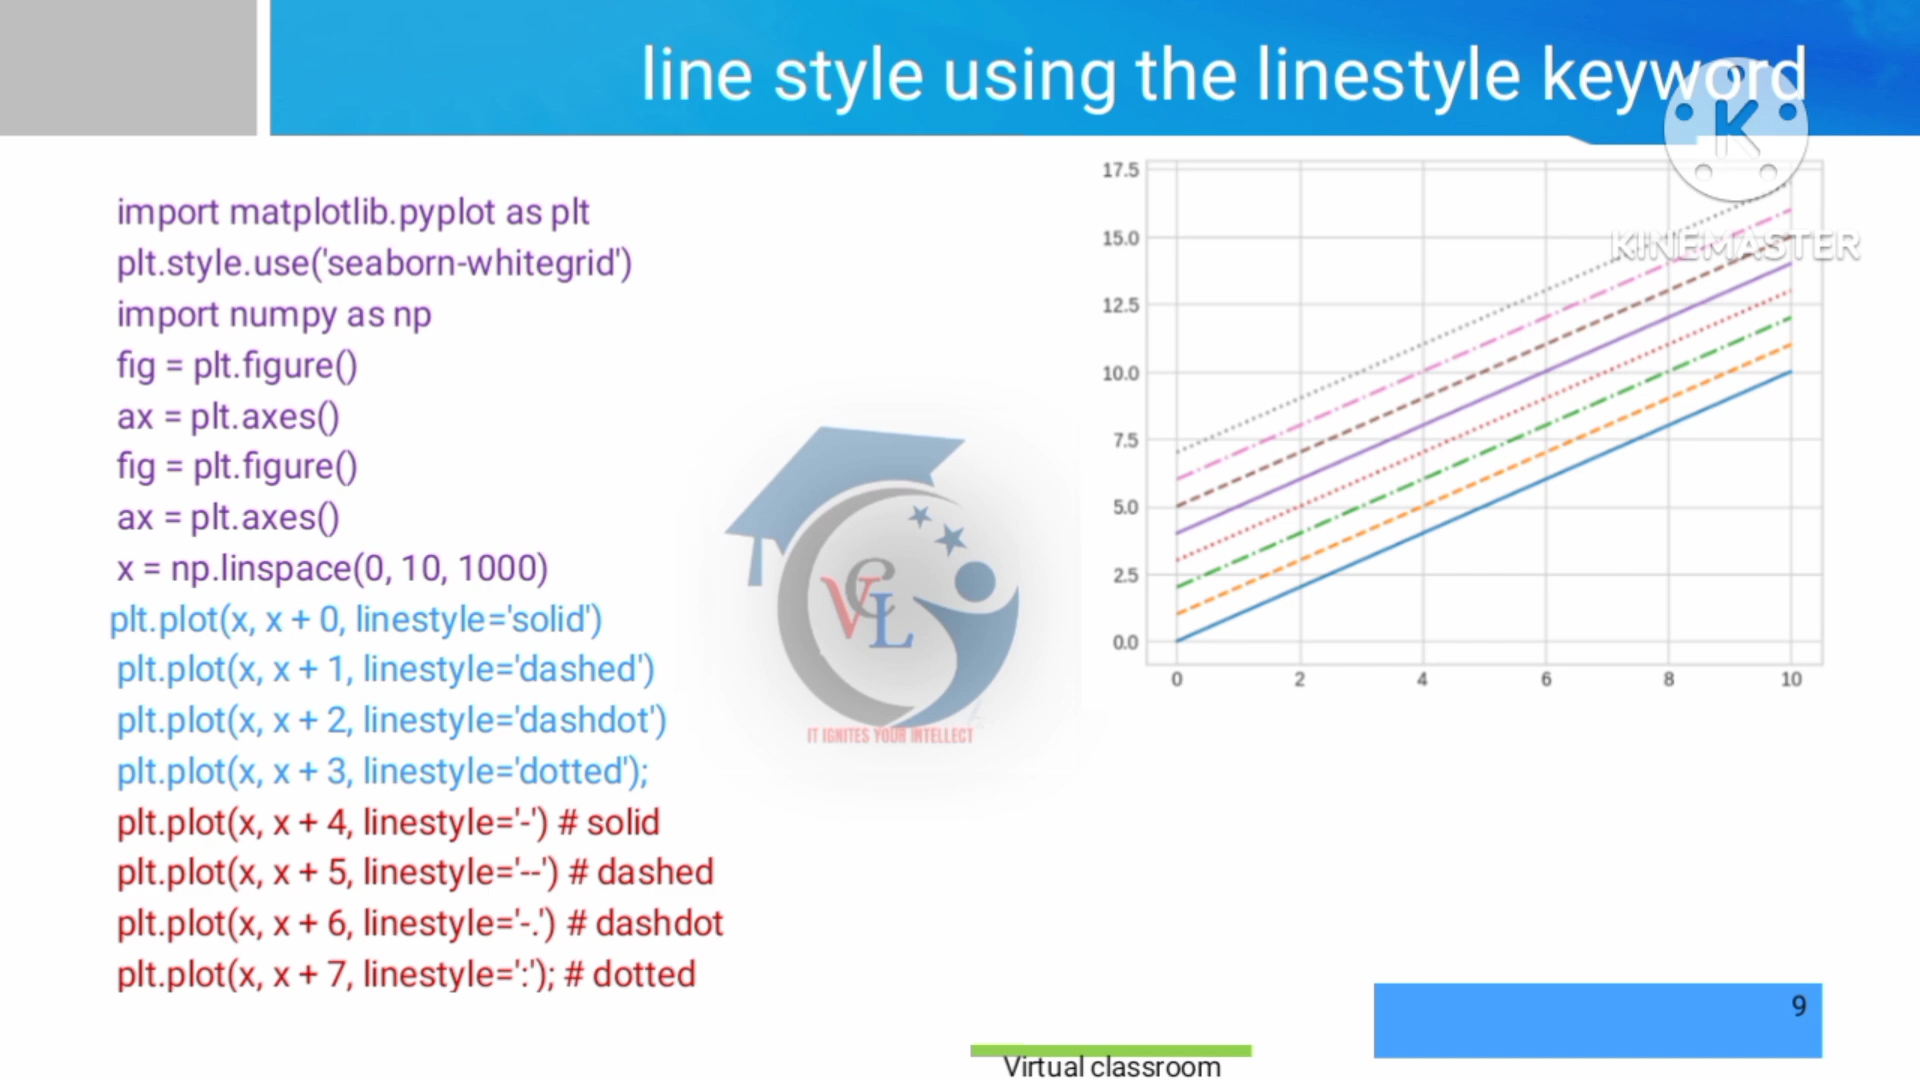 line style using the linestyle keyword
K
KINEMASTER
import matplotlib.pyplot as plt
plt.style.use('seaborn-whitegrid')
import numpy as np
fig = plt.figure()
ax = plt.axes()
fig = plt.figure()
ax = plt.axes()
x = np.linspace(0, 10, 1000)
plt.plot(x, x + 0, linestyle='solid')
plt.plot(x, x + 1, linestyle='dashed')
plt.plot(x, x + 2, linestyle='dashdot')
plt.plot(x, x + 3, linestyle='dotted');
plt.plot(x, x + 4, linestyle='-') # solid
plt.plot(x, x + 5, linestyle='--') # dashed
plt.plot(x, x + 6, linestyle='-.') # dashdot
plt.plot(x, x + 7, linestyle=':'); # dotted
VCL
IT IGNITES YOUR INTELLECT
17.5
15.0
12.5
10.0
7.5
5.0
2.5
0.0
0 2 4 6 8 10
9
Virtual classroom